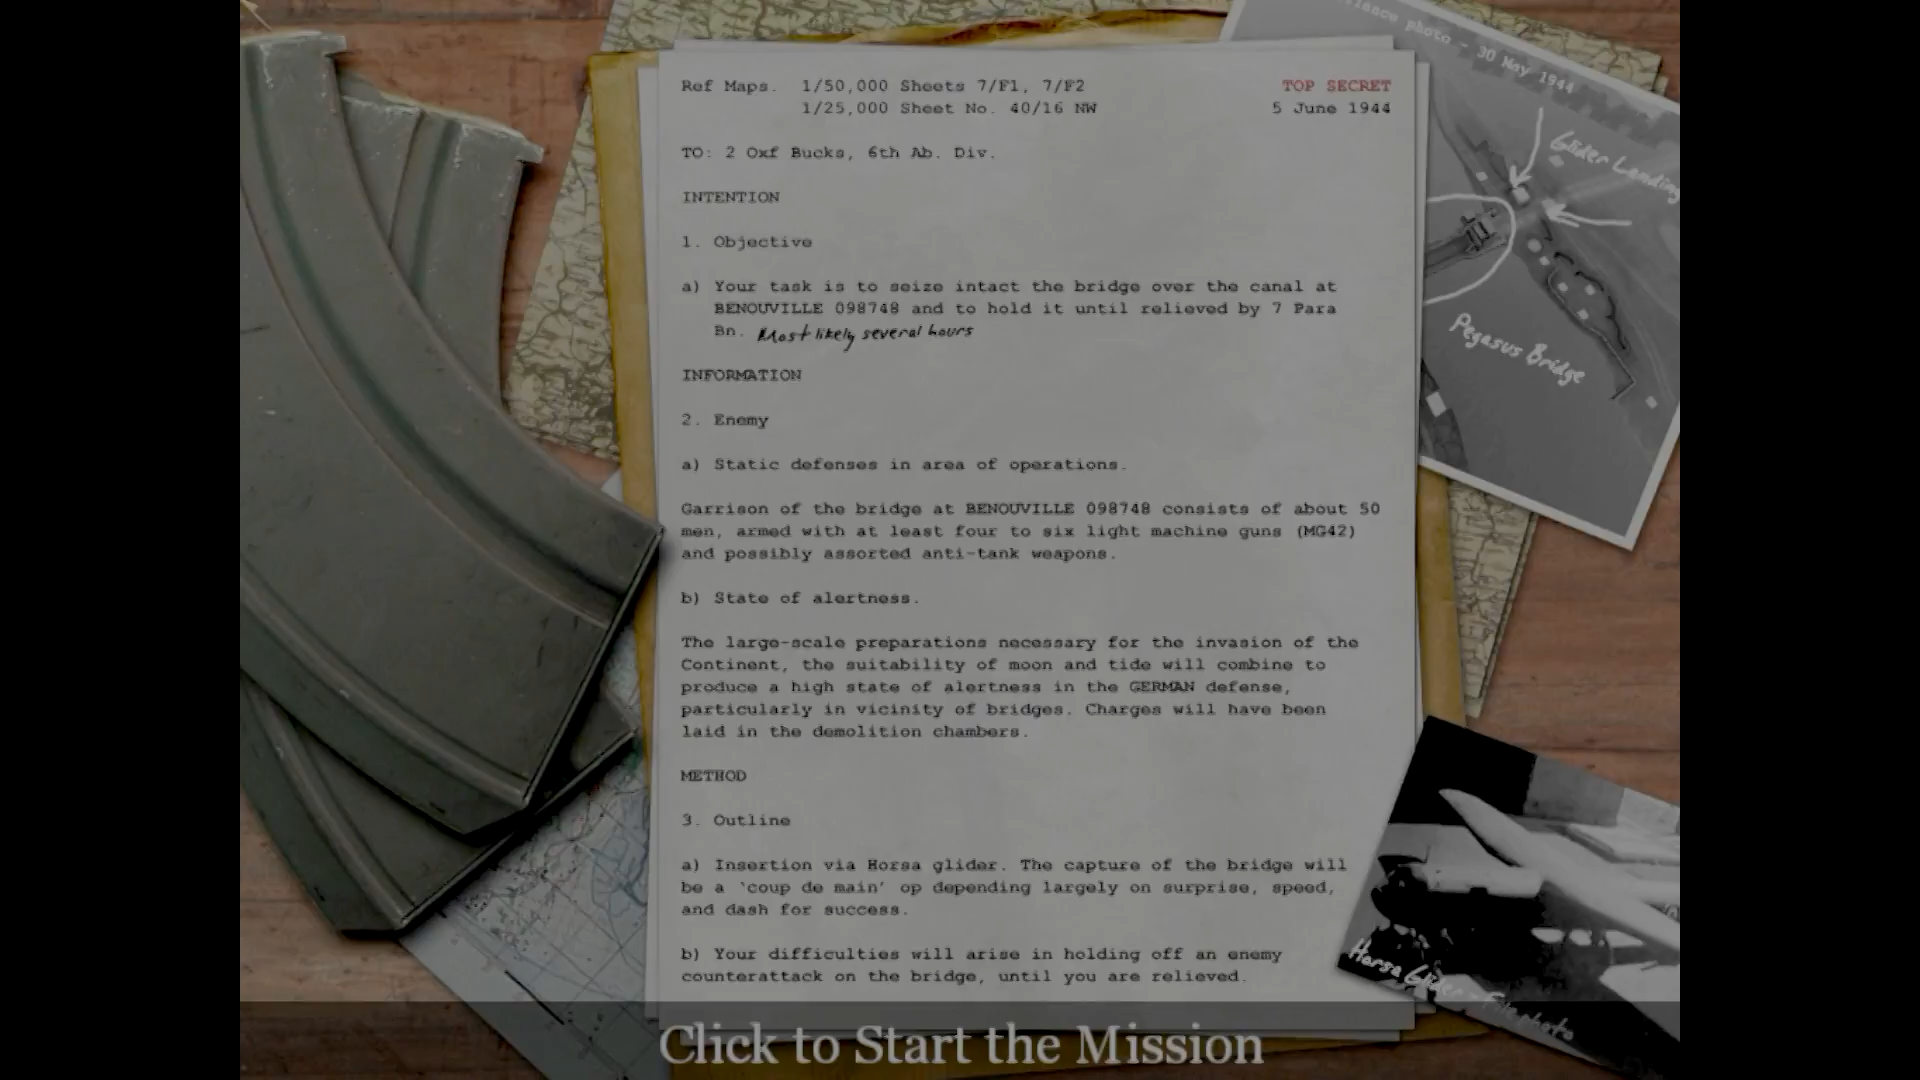 Ref Maps. 1/50,000 Sheets 7/F1, 7/F2
TOP SECRET
1/25,000 Sheet No. 40/16 NW
5 June 1944
TO: 2 Oxf Bucks, 6th Ab. Div.
INTENTION
1. Objective
a) Your task is to seize intact the bridge over the canal at
BENOUVILLE 098748 and to hold it until relieved by 7 Para
Bn. Most likely several hours
INFORMATION
2. Enemy
a) Static defenses in area of operations.
Garrison of the bridge at BENOUVILLE 098748 consists of about 50
men, armed with at least four to six light machine guns (MG42)
and possibly assorted anti-tank weapons.
b) State of alertness.
The large-scale preparations necessary for the invasion of the
Continent, the suitability of moon and tide will combine to
produce a high state of alertness in the GERMAN defense,
particularly in vicinity of bridges. Charges will have been
laid in the demolition chambers.
METHOD
3. Outline
a) Insertion via Horsa glider. The capture of the bridge will
be a 'coup de main' op depending largely on surprise, speed,
and dash for success.
b) Your difficulties will arise in holding off an enemy
counterattack on the bridge, until you are relieved.
photo - 30 May 1944
Glider Landing
Pegasus Bridge
Horsa Glider - File photo
Click to Start the Mission